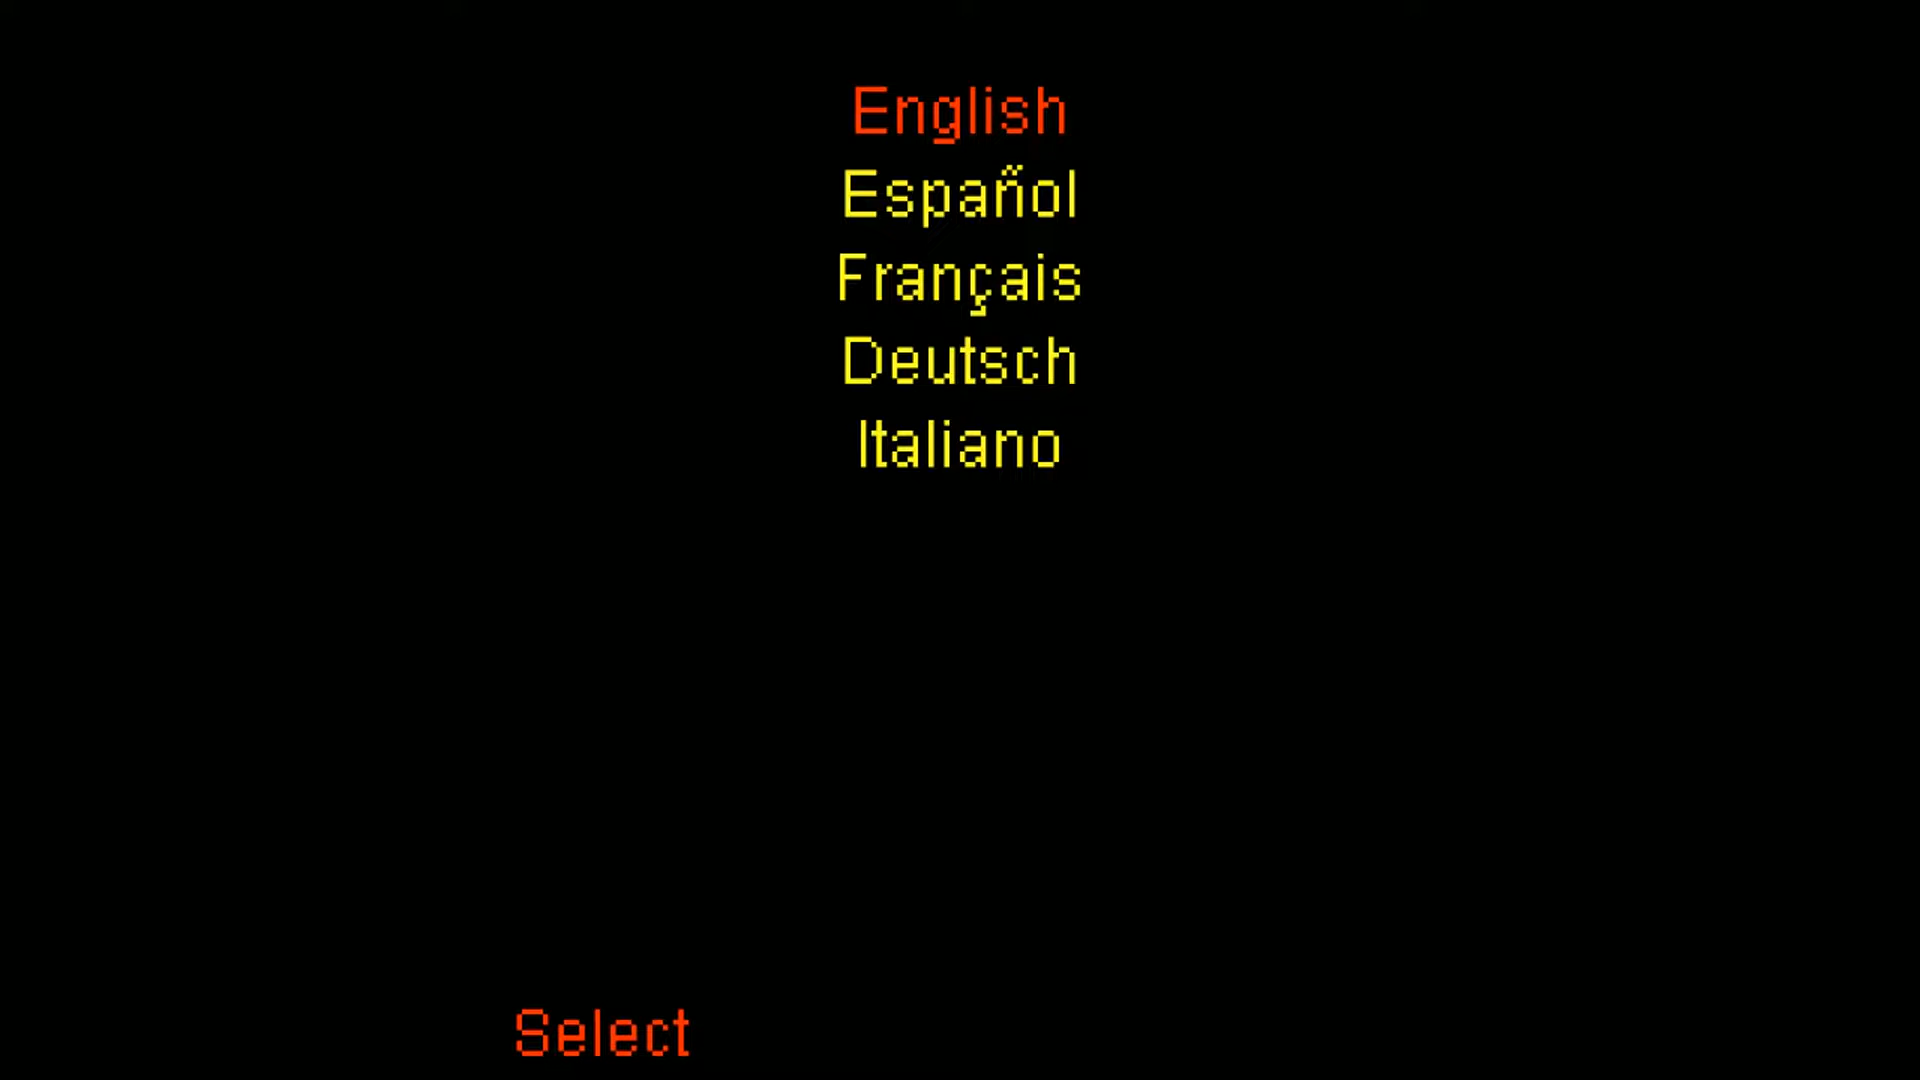 English
Español
Français
Deutsch
Italiano
Select